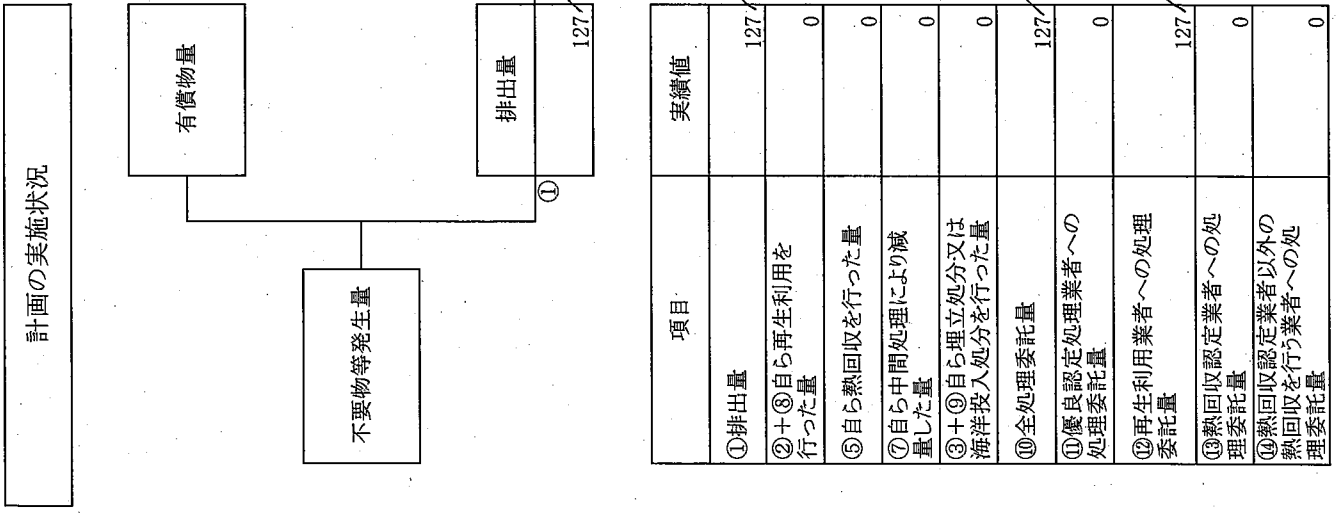 計画の実施状況
有償物量
不要物等発生量
①
排出量
127
項目
実績値
①排出量
127
②+⑧自ら再生利用を
行った量
0
⑤自ら熱回収を行った量
0
⑦自ら中間処理により減
量した量
0
③+⑨自ら埋立処分又は
海洋投入処分を行った量
0
⑩全処理委託量
127
⑪優良認定処理業者への
処理委託量
0
⑫再生利用業者への処理
委託量
127
⑬熱回収認定業者への処
理委託量
0
⑭熱回収認定業者以外の
熱回収を行う業者への処
理委託量
0